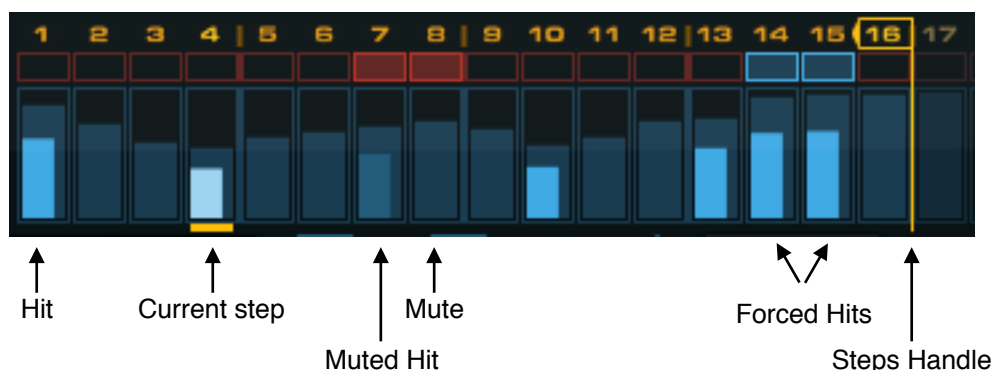 1 2 3 4 5 6 7 8 9 10 11 12 13 14 15 16 17
Hit
Current step
Mute
Forced Hits
Muted Hit
Steps Handle